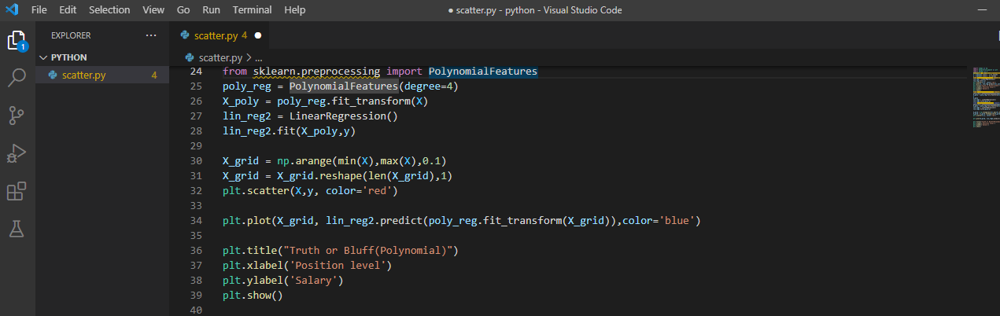 File Edit Selection View Go Run Terminal Help ● scatter.py - python - Visual Studio Code
EXPLORER ... scatter.py 4 ●
1
PYTHON scatter.py > ...
scatter.py 4
24 from sklearn.preprocessing import PolynomialFeatures
25 poly_reg = PolynomialFeatures(degree=4)
26 X_poly = poly_reg.fit_transform(X)
27 lin_reg2 = LinearRegression()
28 lin_reg2.fit(X_poly,y)
29
30 X_grid = np.arange(min(X),max(X),0.1)
31 X_grid = X_grid.reshape(len(X_grid),1)
32 plt.scatter(X,y, color='red')
33
34 plt.plot(X_grid, lin_reg2.predict(poly_reg.fit_transform(X_grid)),color='blue')
35
36 plt.title("Truth or Bluff(Polynomial)")
37 plt.xlabel('Position level')
38 plt.ylabel('Salary')
39 plt.show()
40